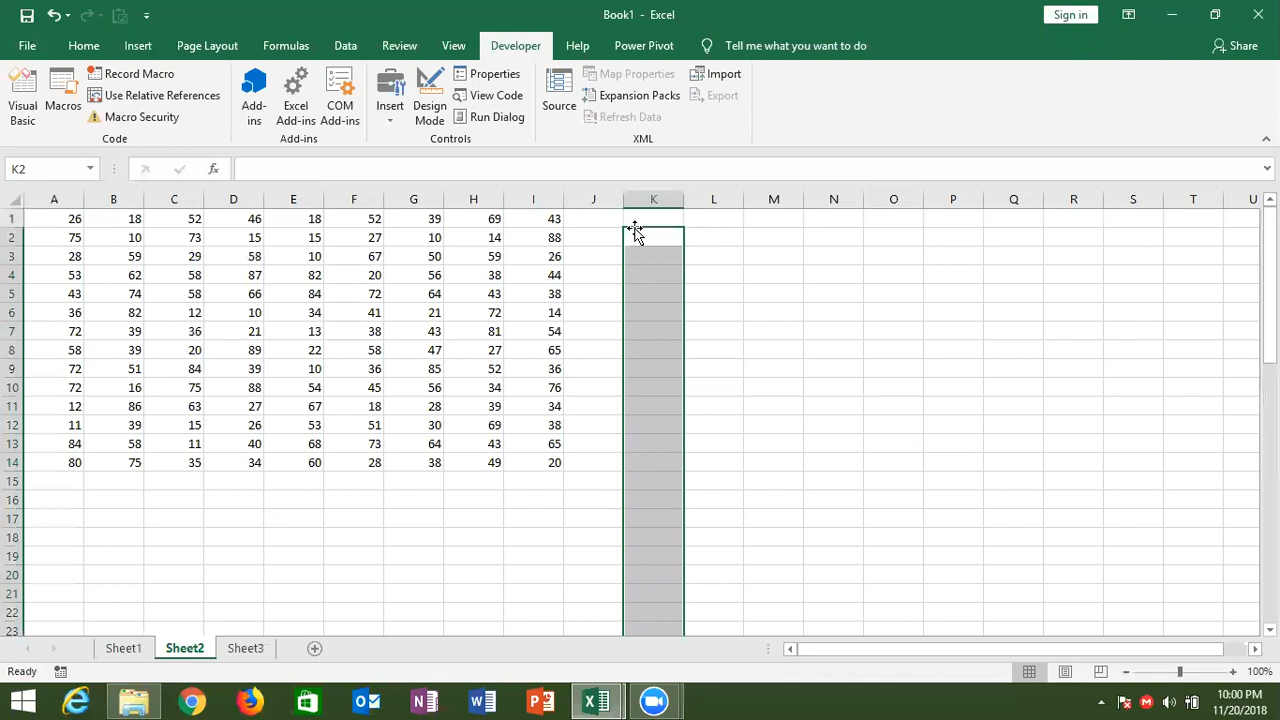 Book1 - Excel
Sign in
File Home Insert Page Layout Formulas Data Review View Developer Help Power Pivot Tell me what you want to do Share
Visual Basic
Macros
Record Macro
Use Relative References
Macro Security
Code
Add-ins
Excel Add-ins
COM Add-ins
Add-ins
Insert
Design Mode
Properties
View Code
Run Dialog
Controls
Source
Map Properties
Expansion Packs
Refresh Data
Import
Export
XML
K2
fx
A B C D E F G H I J K L M N O P Q R S T U
1 26 18 52 46 18 52 39 69 43
2 75 10 73 15 15 27 10 14 88
3 28 59 29 58 10 67 50 59 26
4 53 62 58 87 82 20 56 38 44
5 43 74 58 66 84 72 64 43 38
6 36 82 12 10 34 41 21 72 14
7 72 39 36 21 13 38 43 81 54
8 58 39 20 89 22 58 47 27 65
9 72 51 84 39 10 36 85 52 36
10 72 16 75 88 54 45 56 34 76
11 12 86 63 27 67 18 28 39 34
12 11 39 15 26 53 51 30 69 38
13 84 58 11 40 68 73 64 43 65
14 80 75 35 34 60 28 38 49 20
15
16
17
18
19
20
21
22
23
Sheet1 Sheet2 Sheet3
Ready
100%
10:00 PM
11/20/2018